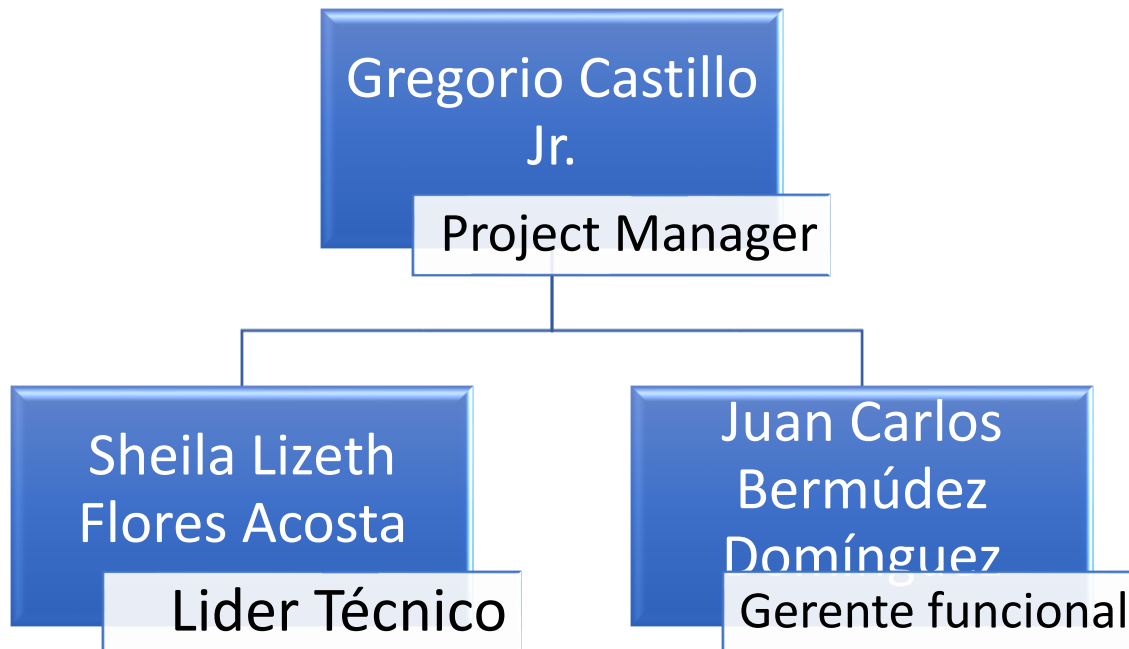 Gregorio Castillo
Jr.
Project Manager
Sheila Lizeth
Flores Acosta
Lider Técnico
Juan Carlos
Bermúdez
Domínguez
Gerente funcional